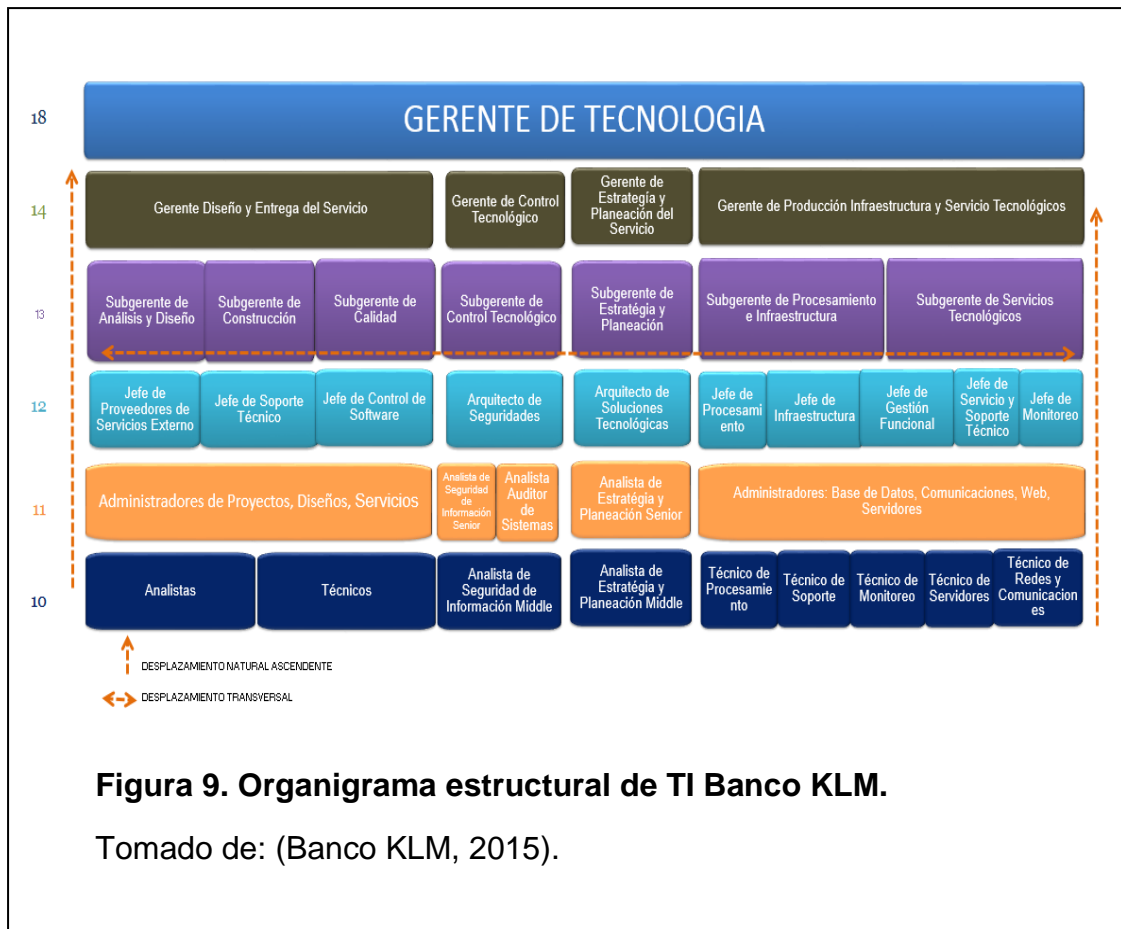 18
GERENTE DE TECNOLOGIA
14
Gerente Diseño y Entrega del Servicio
Gerente de Control
Tecnológico
Gerente de
Estrategía y
Planeación del
Servicio
Gerente de Producción Infraestructura y Servicio Tecnológicos
13
Subgerente de
Análisis y Diseño
Subgerente de
Construcción
Subgerente de
Calidad
Subgerente de
Control Tecnológico
Subgerente de
Estratégia y
Planeación
Subgerente de Procesamiento
e Infraestructura
Subgerente de Servicios
Tecnológicos
12
Jefe de
Proveedores de
Servicios Externo
Jefe de Soporte
Técnico
Jefe de Control de
Software
Arquitecto de
Seguridades
Arquitecto de
Soluciones
Tecnológicas
Jefe de
Procesami
ento
Jefe de
Infraestructura
Jefe de
Gestión
Funcional
Jefe de
Servicio y
Soporte
Técnico
Jefe de
Monitoreo
11
Administradores de Proyectos, Diseños, Servicios
Analista de
Seguridad
de
Información
Senior
Analista
Auditor
de
Sistemas
Analista de
Estratégia y
Planeación Senior
Administradores: Base de Datos, Comunicaciones, Web,
Servidores
10
Analistas
Técnicos
Analista de
Seguridad de
Información Middle
Analista de
Estratégia y
Planeación Middle
Técnico de
Procesamie
nto
Técnico de
Soporte
Técnico de
Monitoreo
Técnico de
Servidores
Técnico de
Redes y
Comunicacion
es
DESPLAZAMIENTO NATURAL ASCENDENTE
DESPLAZAMIENTO TRANSVERSAL
Figura 9. Organigrama estructural de TI Banco KLM.
Tomado de: (Banco KLM, 2015).